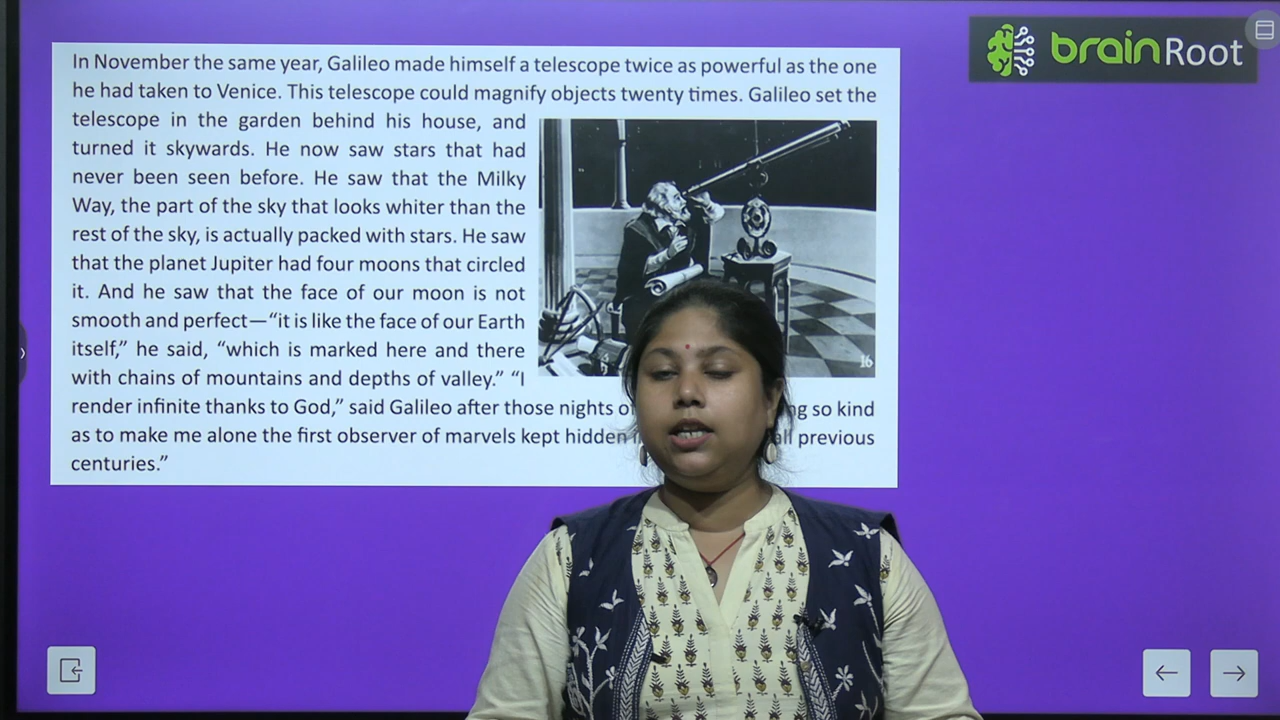 brainRoot
In November the same year, Galileo made himself a telescope twice as powerful as the one
he had taken to Venice. This telescope could magnify objects twenty times. Galileo set the
telescope in the garden behind his house, and
turned it skywards. He now saw stars that had
never been seen before. He saw that the Milky
Way, the part of the sky that looks whiter than the
rest of the sky, is actually packed with stars. He saw
that the planet Jupiter had four moons that circled
it. And he saw that the face of our moon is not
smooth and perfect—“it is like the face of our Earth
itself,” he said, “which is marked here and there
with chains of mountains and depths of valley.” “I
render infinite thanks to God,” said Galileo after those nights so kind
as to make me alone the first observer of marvels kept hidden all previous
centuries.”
16